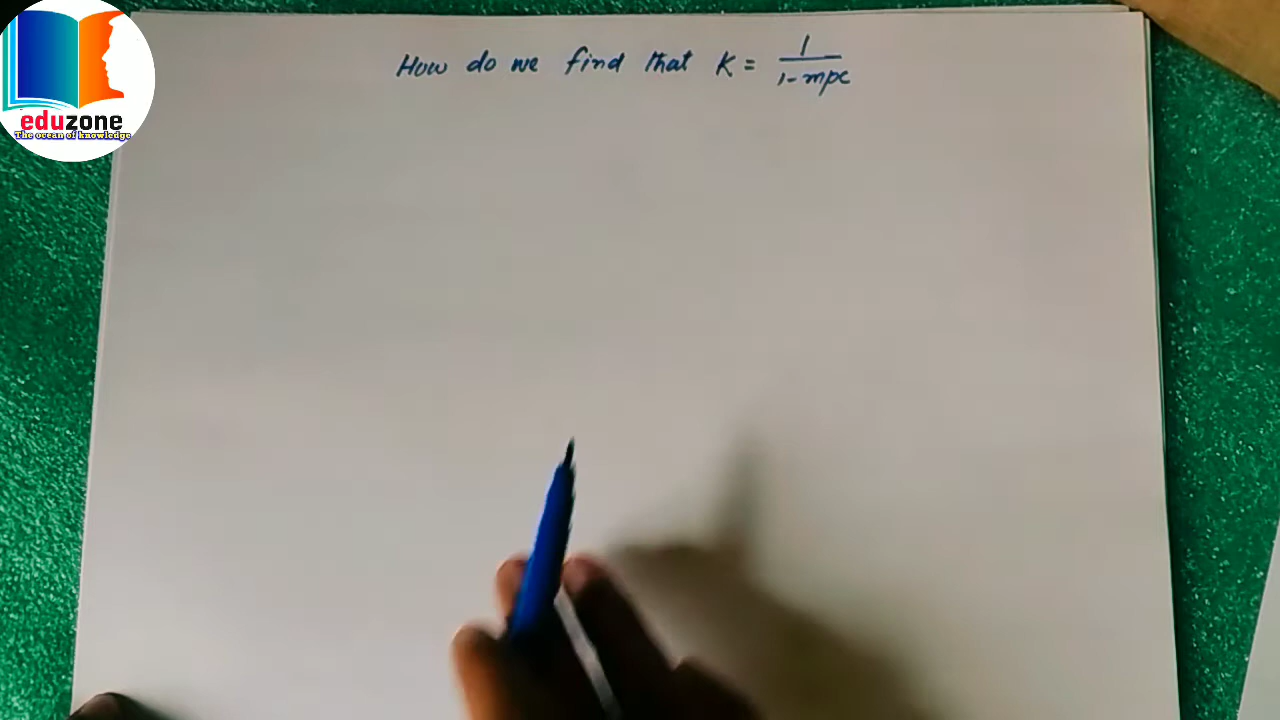 How do we find that K = 1/1-mpc
eduzone
The ocean of knowledge